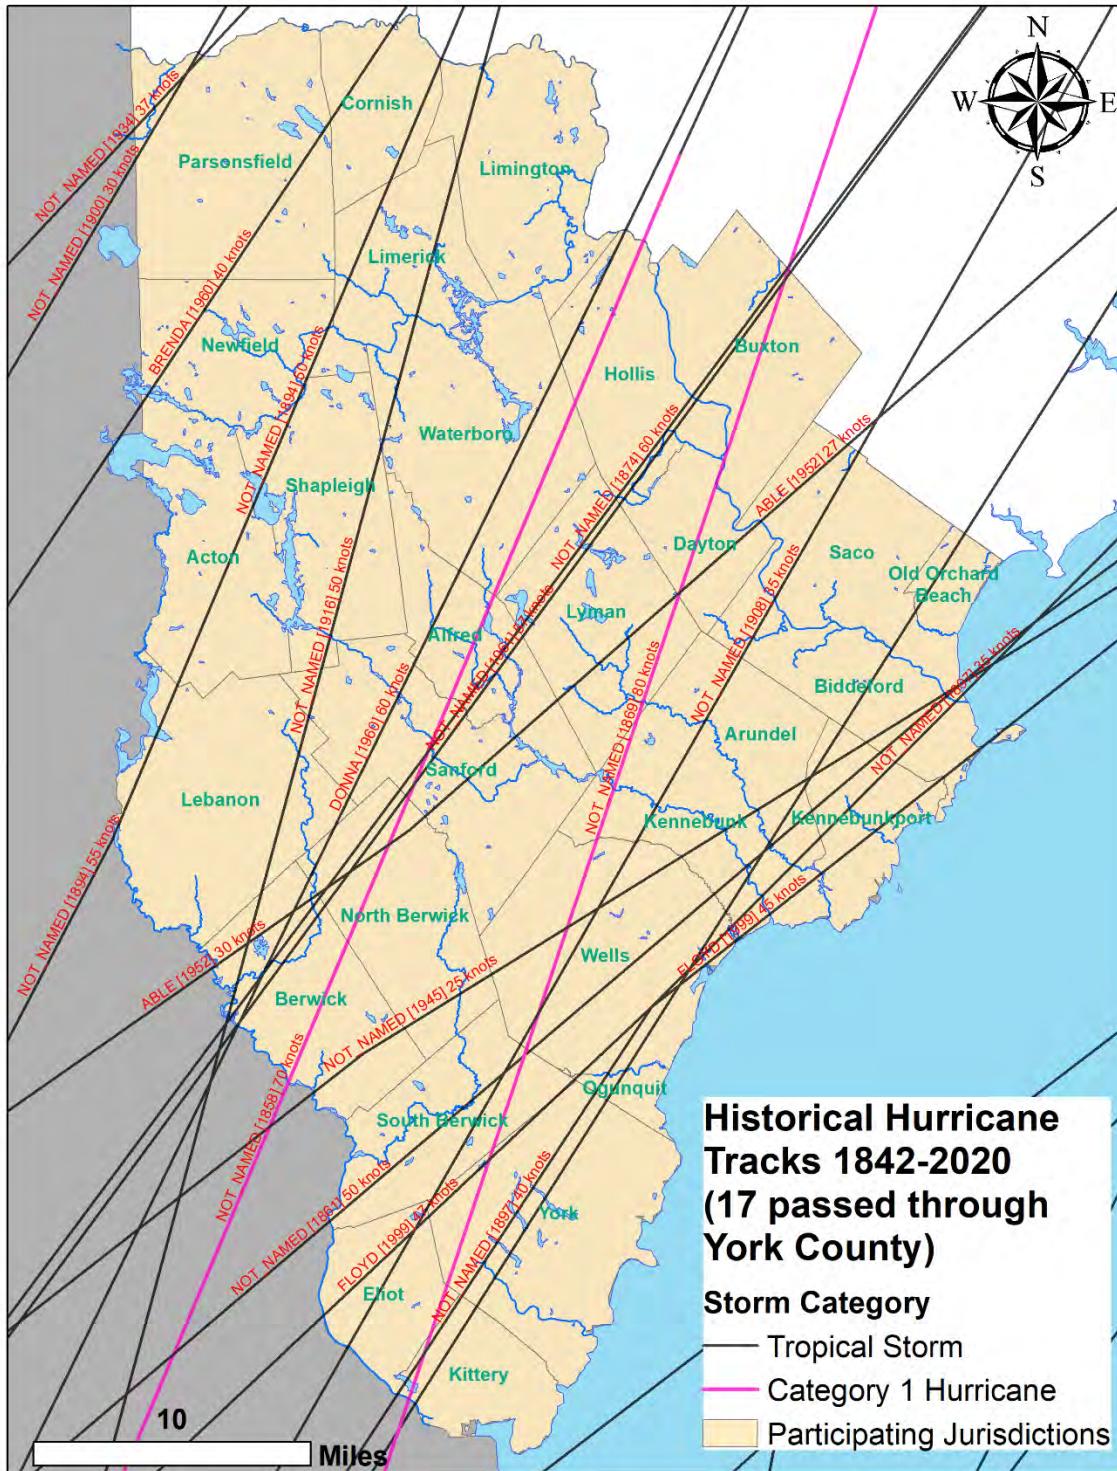 N
W
E
S
NOT NAMED [1934] 37 knots
Cornish
Parsonsfield
Limington
NOT NAMED [1900] 30 knots
Limerick
BRENDA [1960] 40 knots
Newfield
Buxton
Hollis
NOT NAMED [1894] 50 knots
Waterboro
NOT NAMED [1874] 60 knots
ABLE [1952] 27 knots
Shapleigh
Acton
Dayton
Saco
Old Orchard
Beach
NOT NAMED [1916] 50 knots
Lyman
NOT NAMED [1908] 35 knots
Alfred
NOT NAMED [1861]
knots
NOT NAMED [1897] 35 knots
Biddeford
DONNA [1960] 60 knots
NOT NAMED [1869] 80 knots
Arundel
Sanford
Lebanon
Kennebunk
Kennebunkport
NOT NAMED [1894] 55 knots
North Berwick
FLOYD [1999] 45 knots
ABLE [1952] 30 knots
Wells
NOT NAMED [1945] 25 knots
Berwick
NOT NAMED [1858] 70 knots
Ogunquit
South Berwick
NOT NAMED [1861] 50 knots
FLOYD [1999] 47 knots
NOT NAMED [1897] 40 knots
York
Eliot
Kittery
Historical Hurricane
Tracks 1842-2020
(17 passed through
York County)
Storm Category
Tropical Storm
Category 1 Hurricane
Participating Jurisdictions
10
Miles